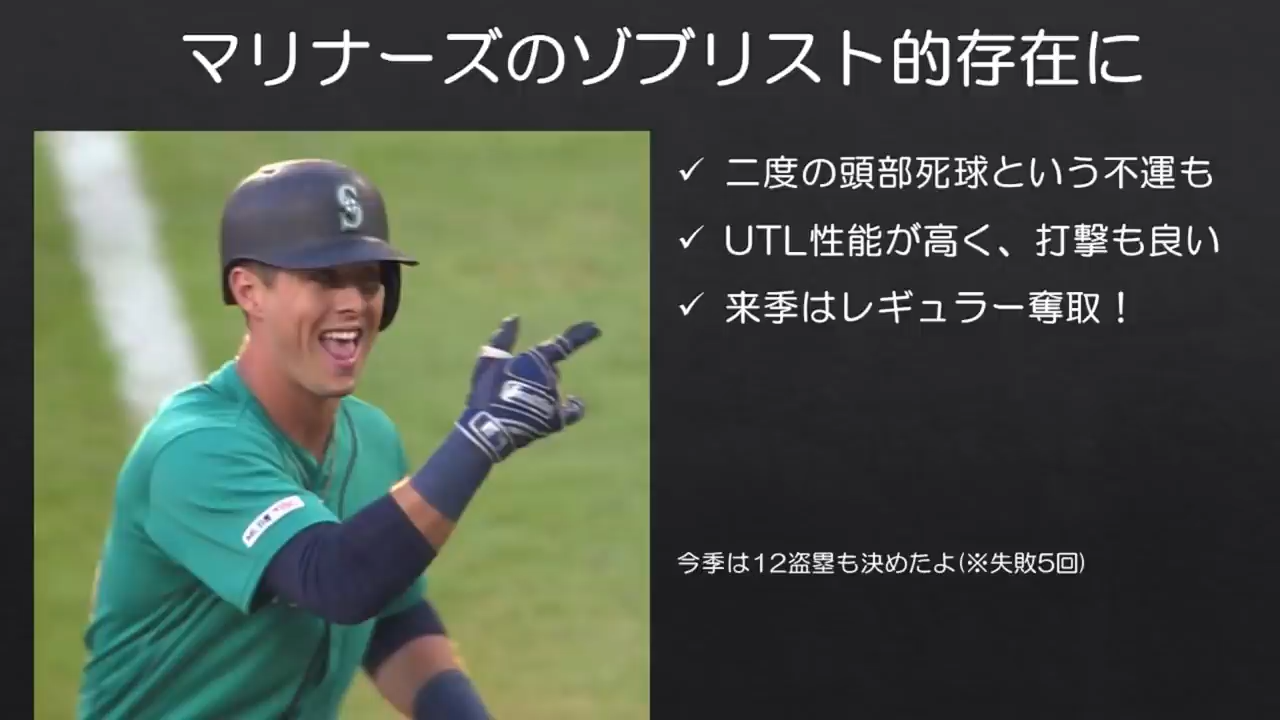 マリナーズのゾブリスト的存在に
✓ 二度の頭部死球という不運も
✓ UTL性能が高く、打撃も良い
✓ 来季はレギュラー奪取！
S
今季は12盗塁も決めたよ(※失敗5回)